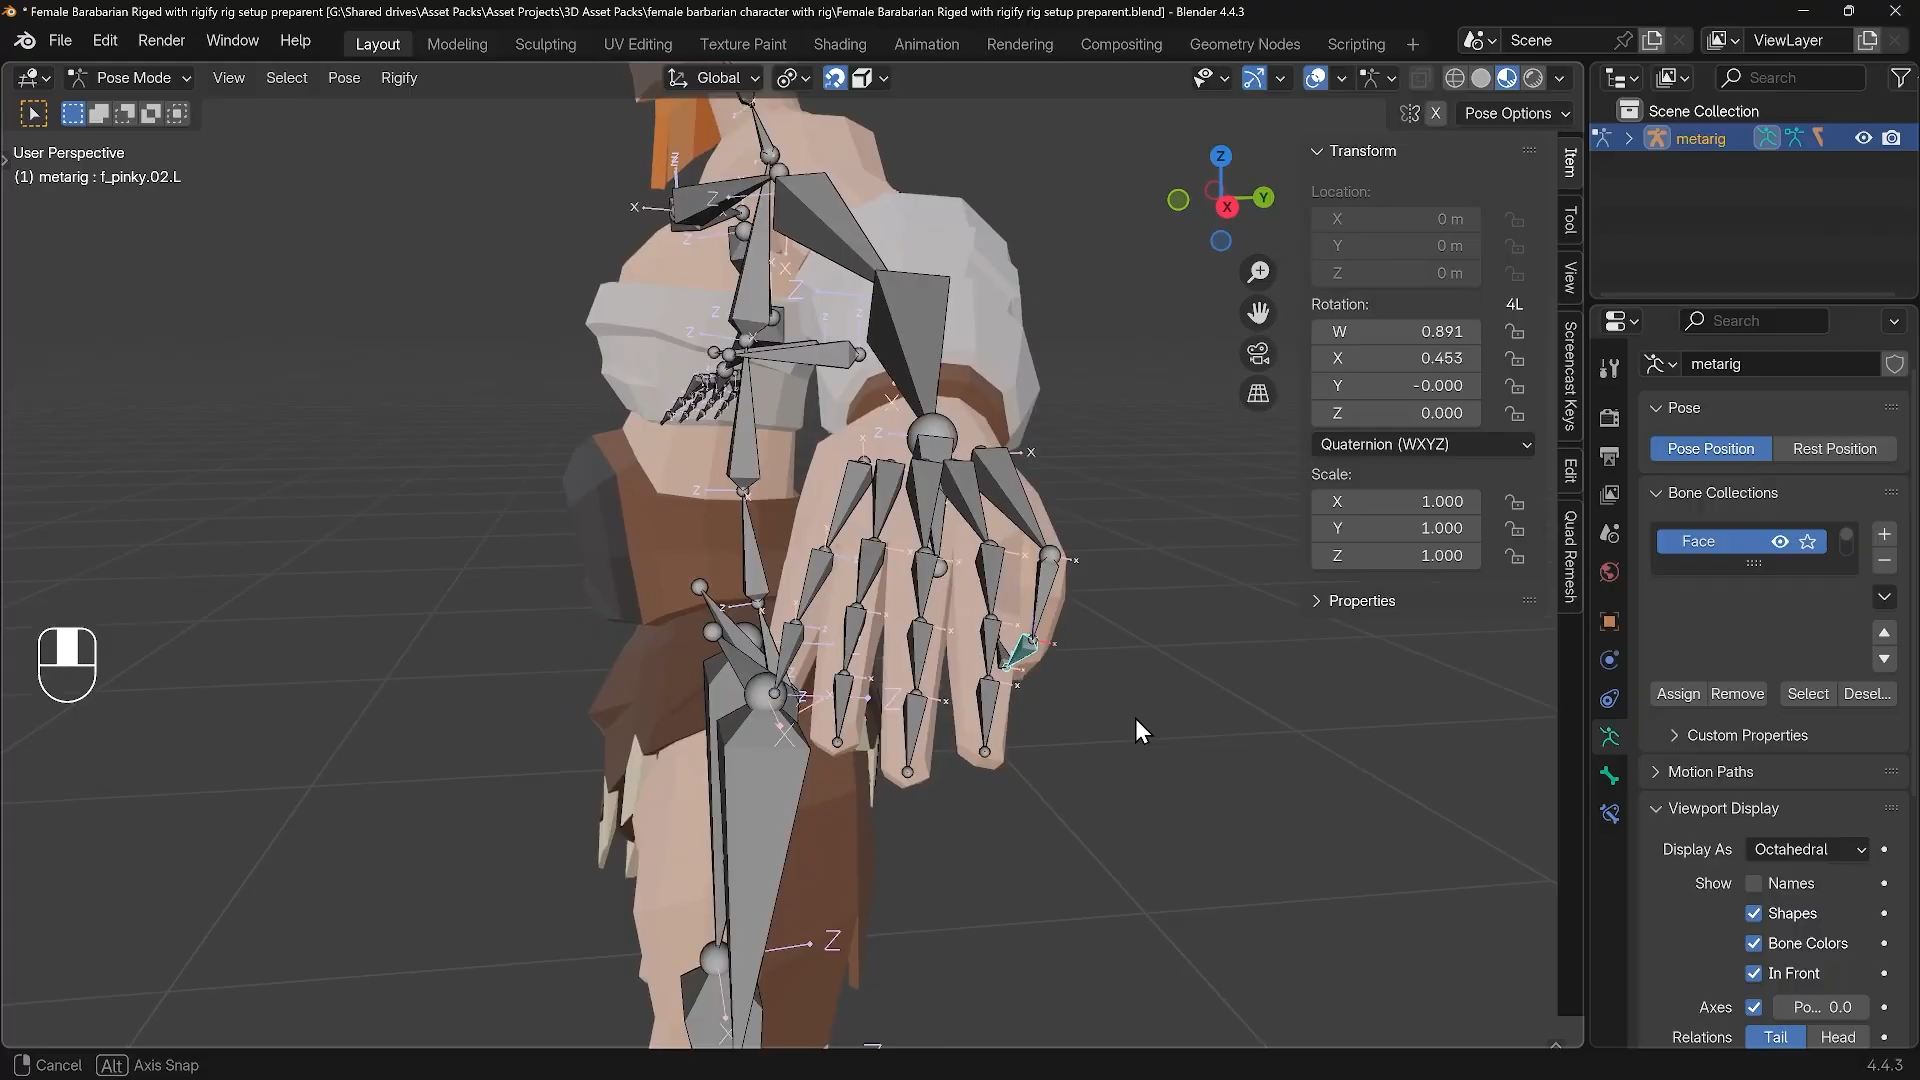 * Female Barabarian Riged with rigify rig setup preparent [G:\Shared drives\Asset Packs\Asset Projects\3D Asset Packs\female barbarian character with rig\Female Barabarian Riged with rigify rig setup preparent.blend] - Blender 4.4.3
File Edit Render Window Help Layout Modeling Sculpting UV Editing Texture Paint Shading Animation Rendering Compositing Geometry Nodes Scripting + Scene ViewLayer
Pose Mode View Select Pose Rigify Global Search
X Pose Options
Scene Collection
metarig
User Perspective
(1) metarig : f_pinky.02.L
Transform
Location:
X 0 m
Y 0 m
Z 0 m
Rotation: 4L
W 0.891
X 0.453
Y -0.000
Z 0.000
Quaternion (WXYZ)
Scale:
X 1.000
Y 1.000
Z 1.000
Properties
Item
Tool
View
Screencast Keys
Edit
Quad Remesh
Z
Y
X
Search
metarig
Pose
Pose Position Rest Position
Bone Collections
Face
Assign Remove Select Desel...
Custom Properties
Motion Paths
Viewport Display
Display As Octahedral
Show Names
Shapes
Bone Colors
In Front
Axes Po... 0.0
Relations Tail Head
Cancel Alt Axis Snap
4.4.3